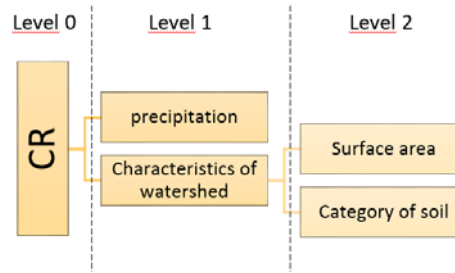 Level 0
Level 1
Level 2
CR
precipitation
Characteristics of
watershed
Surface area
Category of soil